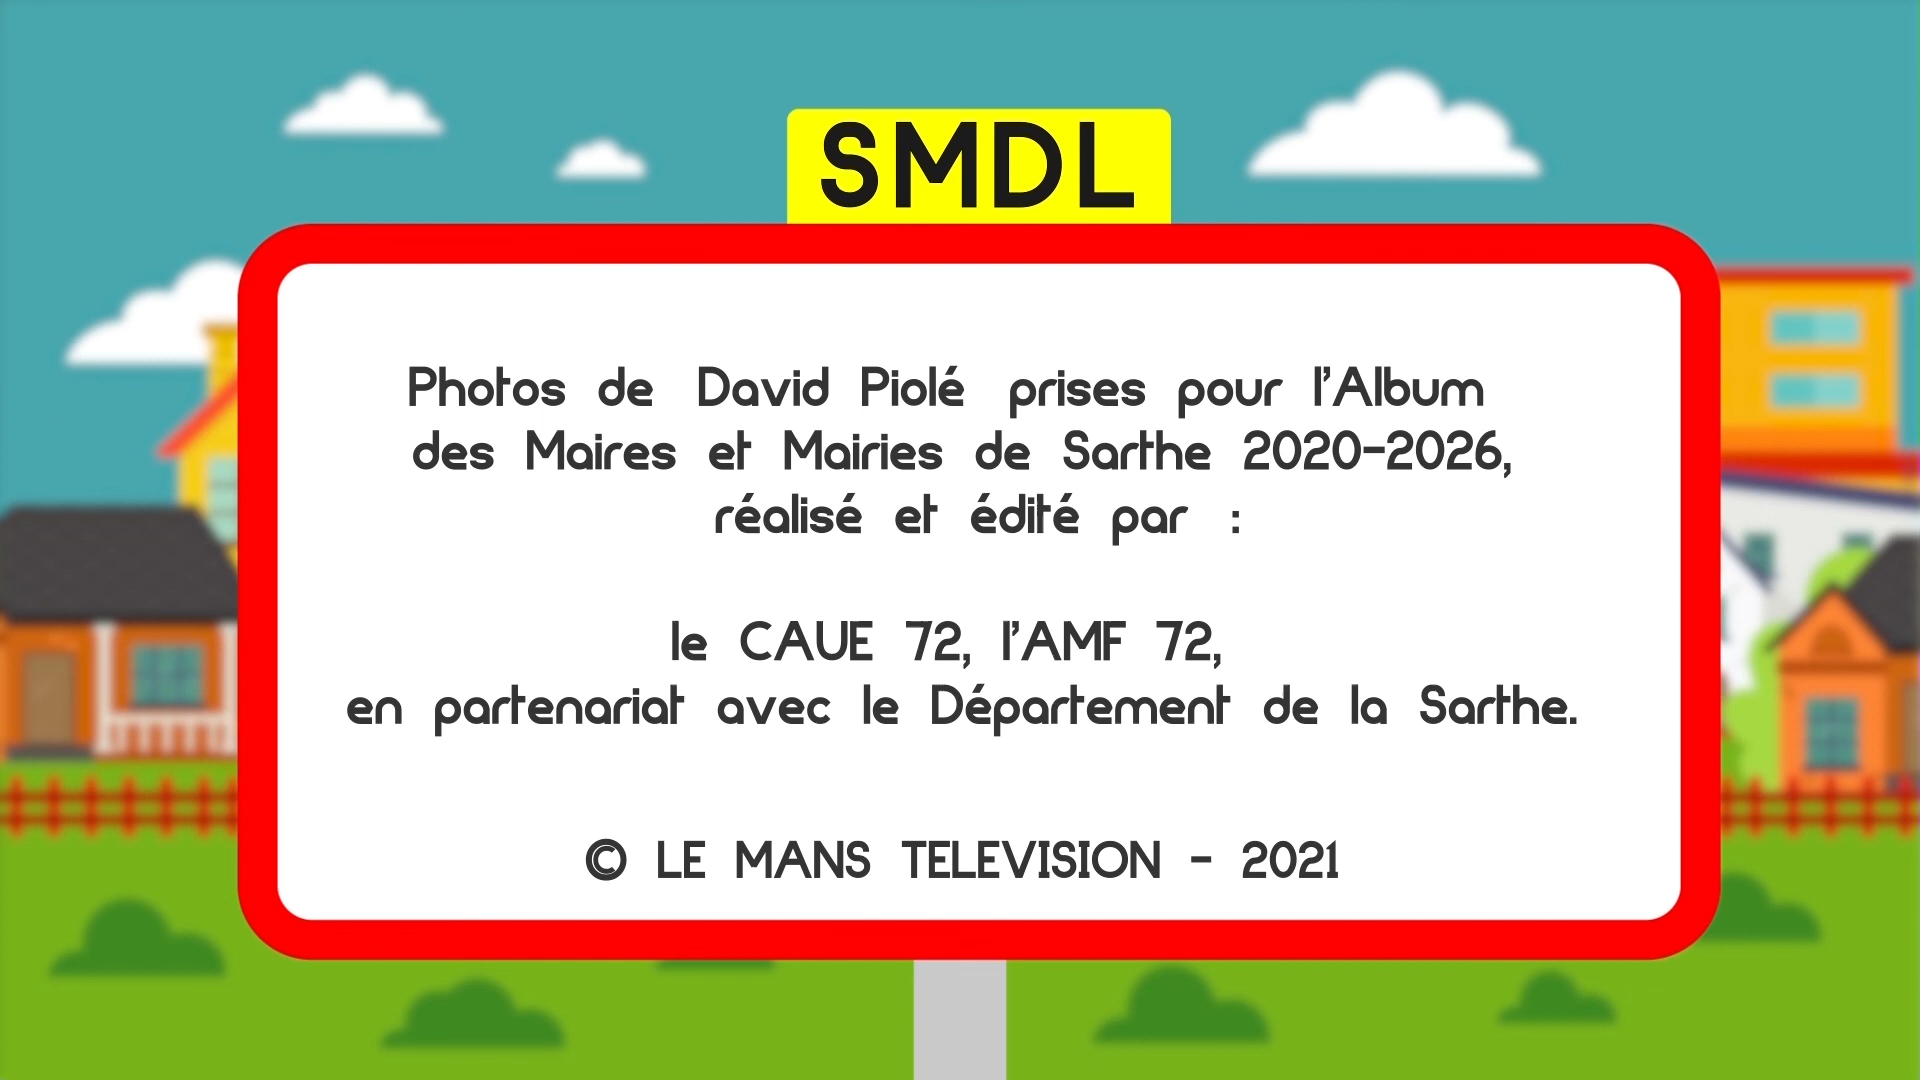 SMDL
Photos de David Piolé prises pour l'Album
des Maires et Mairies de Sarthe 2020-2026,
réalisé et édité par :
le CAUE 72, l'AMF 72,
en partenariat avec le Département de la Sarthe.
© LE MANS TELEVISION - 2021